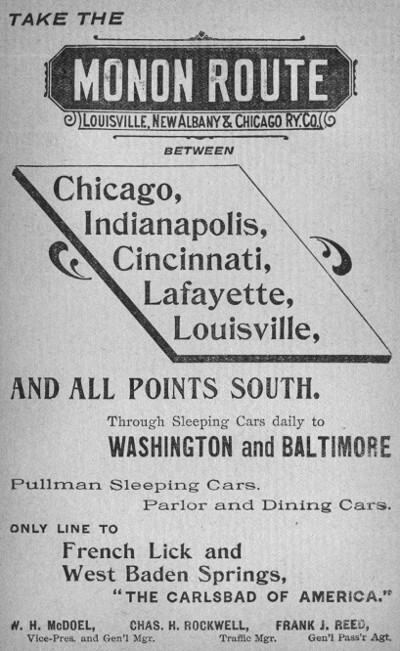 TAKE THE
MONON ROUTE
LOUISVILLE, NEW ALBANY & CHICAGO RY. CO.
BETWEEN
Chicago,
Indianapolis,
Cincinnati,
Lafayette,
Louisville,
AND ALL POINTS SOUTH.
Through Sleeping Cars daily to
WASHINGTON and BALTIMORE
Pullman Sleeping Cars.
Parlor and Dining Cars.
ONLY LINE TO
French Lick and
West Baden Springs,
"THE CARLSBAD OF AMERICA."
W. H. McDOEL, CHAS. H. ROCKWELL, FRANK J. REED,
Vice-Pres. and Gen'l Mgr. Traffic Mgr. Gen'l Pass'r Agt.